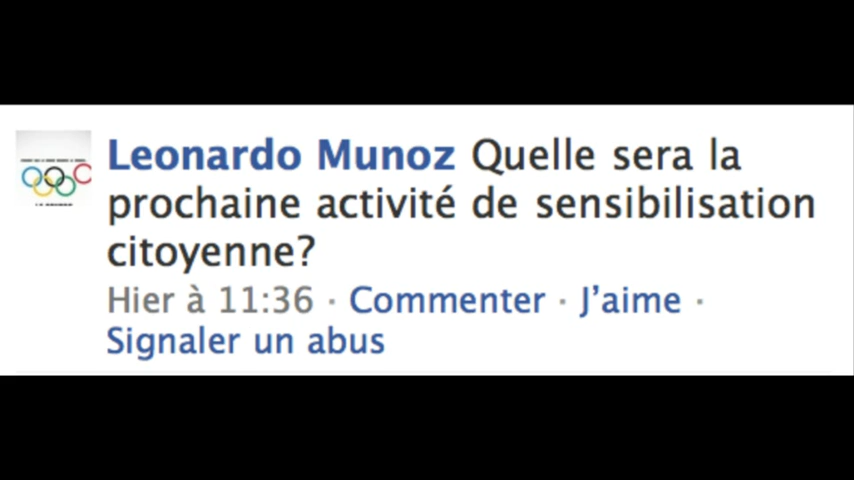 Leonardo Munoz Quelle sera la
prochaine activité de sensibilisation
citoyenne?
Hier à 11:36 · Commenter · J’aime ·
Signaler un abus